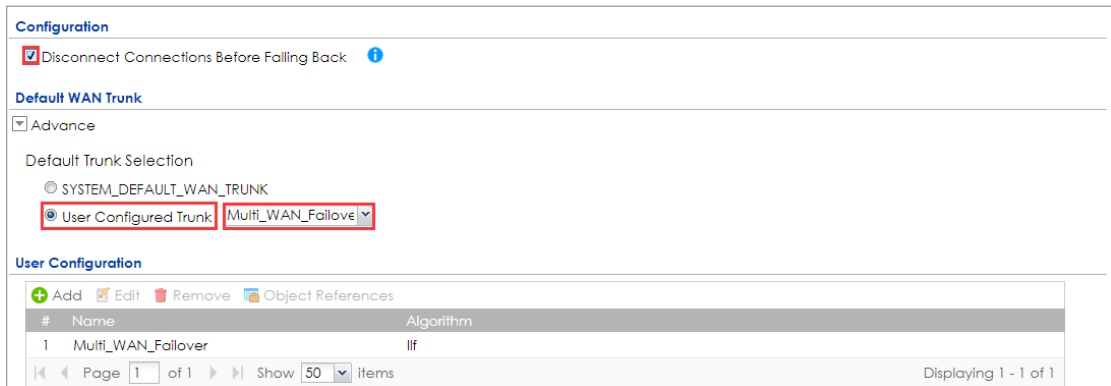 Configuration
Disconnect Connections Before Falling Back
Default WAN Trunk
Advance
Default Trunk Selection
SYSTEM_DEFAULT_WAN_TRUNK
User Configured Trunk Multi_WAN_Failove
User Configuration
Add Edit Remove Object References
# Name Algorithm
1 Multi_WAN_Failover llf
Page 1 of 1 Show 50 items Displaying 1 - 1 of 1